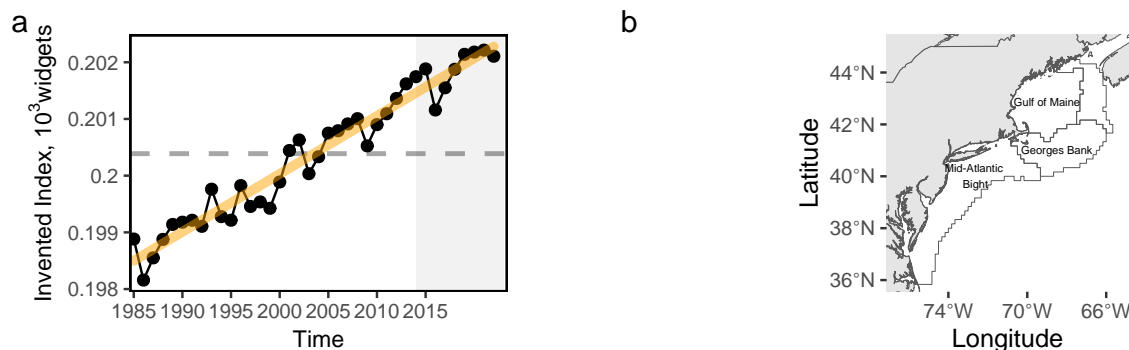 a
Invented Index, 10³widgets
0.202
0.201
0.2
0.199
0.198
1985 1990 1995 2000 2005 2010 2015
Time
b
Latitude
44°N
42°N
40°N
38°N
36°N
Gulf of Maine
Georges Bank
Mid-Atlantic
Bight
74°W 70°W 66°W
Longitude